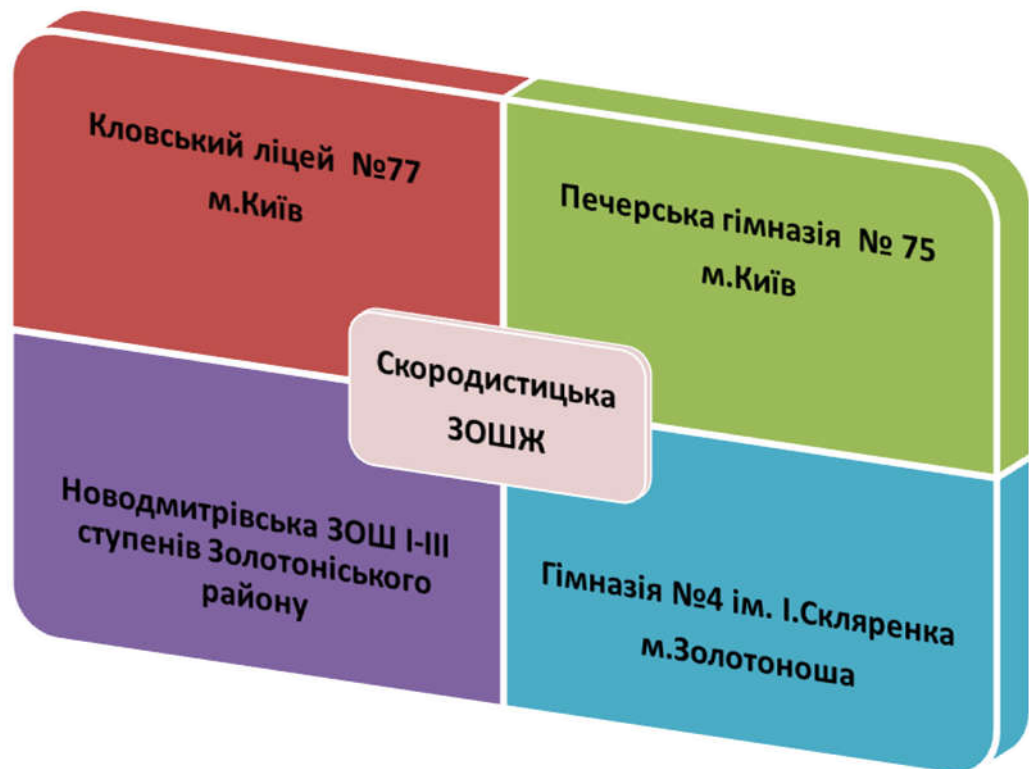 Кловський ліцей №77
м.Київ
Печерська гімназія № 75
м.Київ
Скородистицька
ЗОШЖ
Новодмитрівська ЗОШ І-ІІІ
ступенів Золотоніського
району
Гімназія №4 ім. І.Скляренка
м.Золотоноша